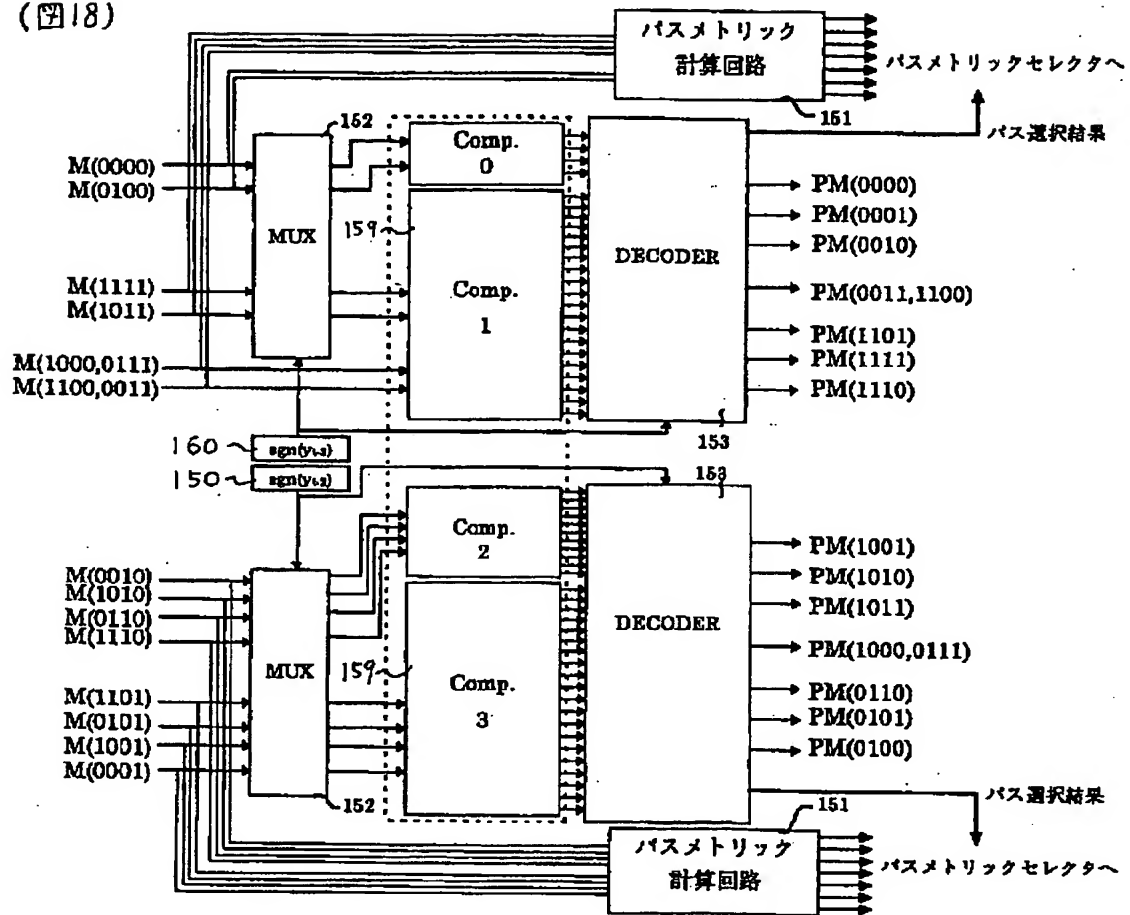 (図18)
パスメトリック
計算回路
パスメトリックセレクタへ
151
パス選択結果
152
M(0000)
M(0100)
M(1111)
M(1011)
M(1000,0111)
M(1100,0011)
MUX
Comp.
0
159
Comp.
1
DECODER
153
PM(0000)
PM(0001)
PM(0010)
PM(0011,1100)
PM(1101)
PM(1111)
PM(1110)
160
150
153
M(0010)
M(1010)
M(0110)
M(1110)
M(1101)
M(0101)
M(1001)
M(0001)
MUX
152
Comp.
2
159
Comp.
3
DECODER
PM(1001)
PM(1010)
PM(1011)
PM(1000,0111)
PM(0110)
PM(0101)
PM(0100)
パス選択結果
151
パスメトリック
計算回路
パスメトリックセレクタへ